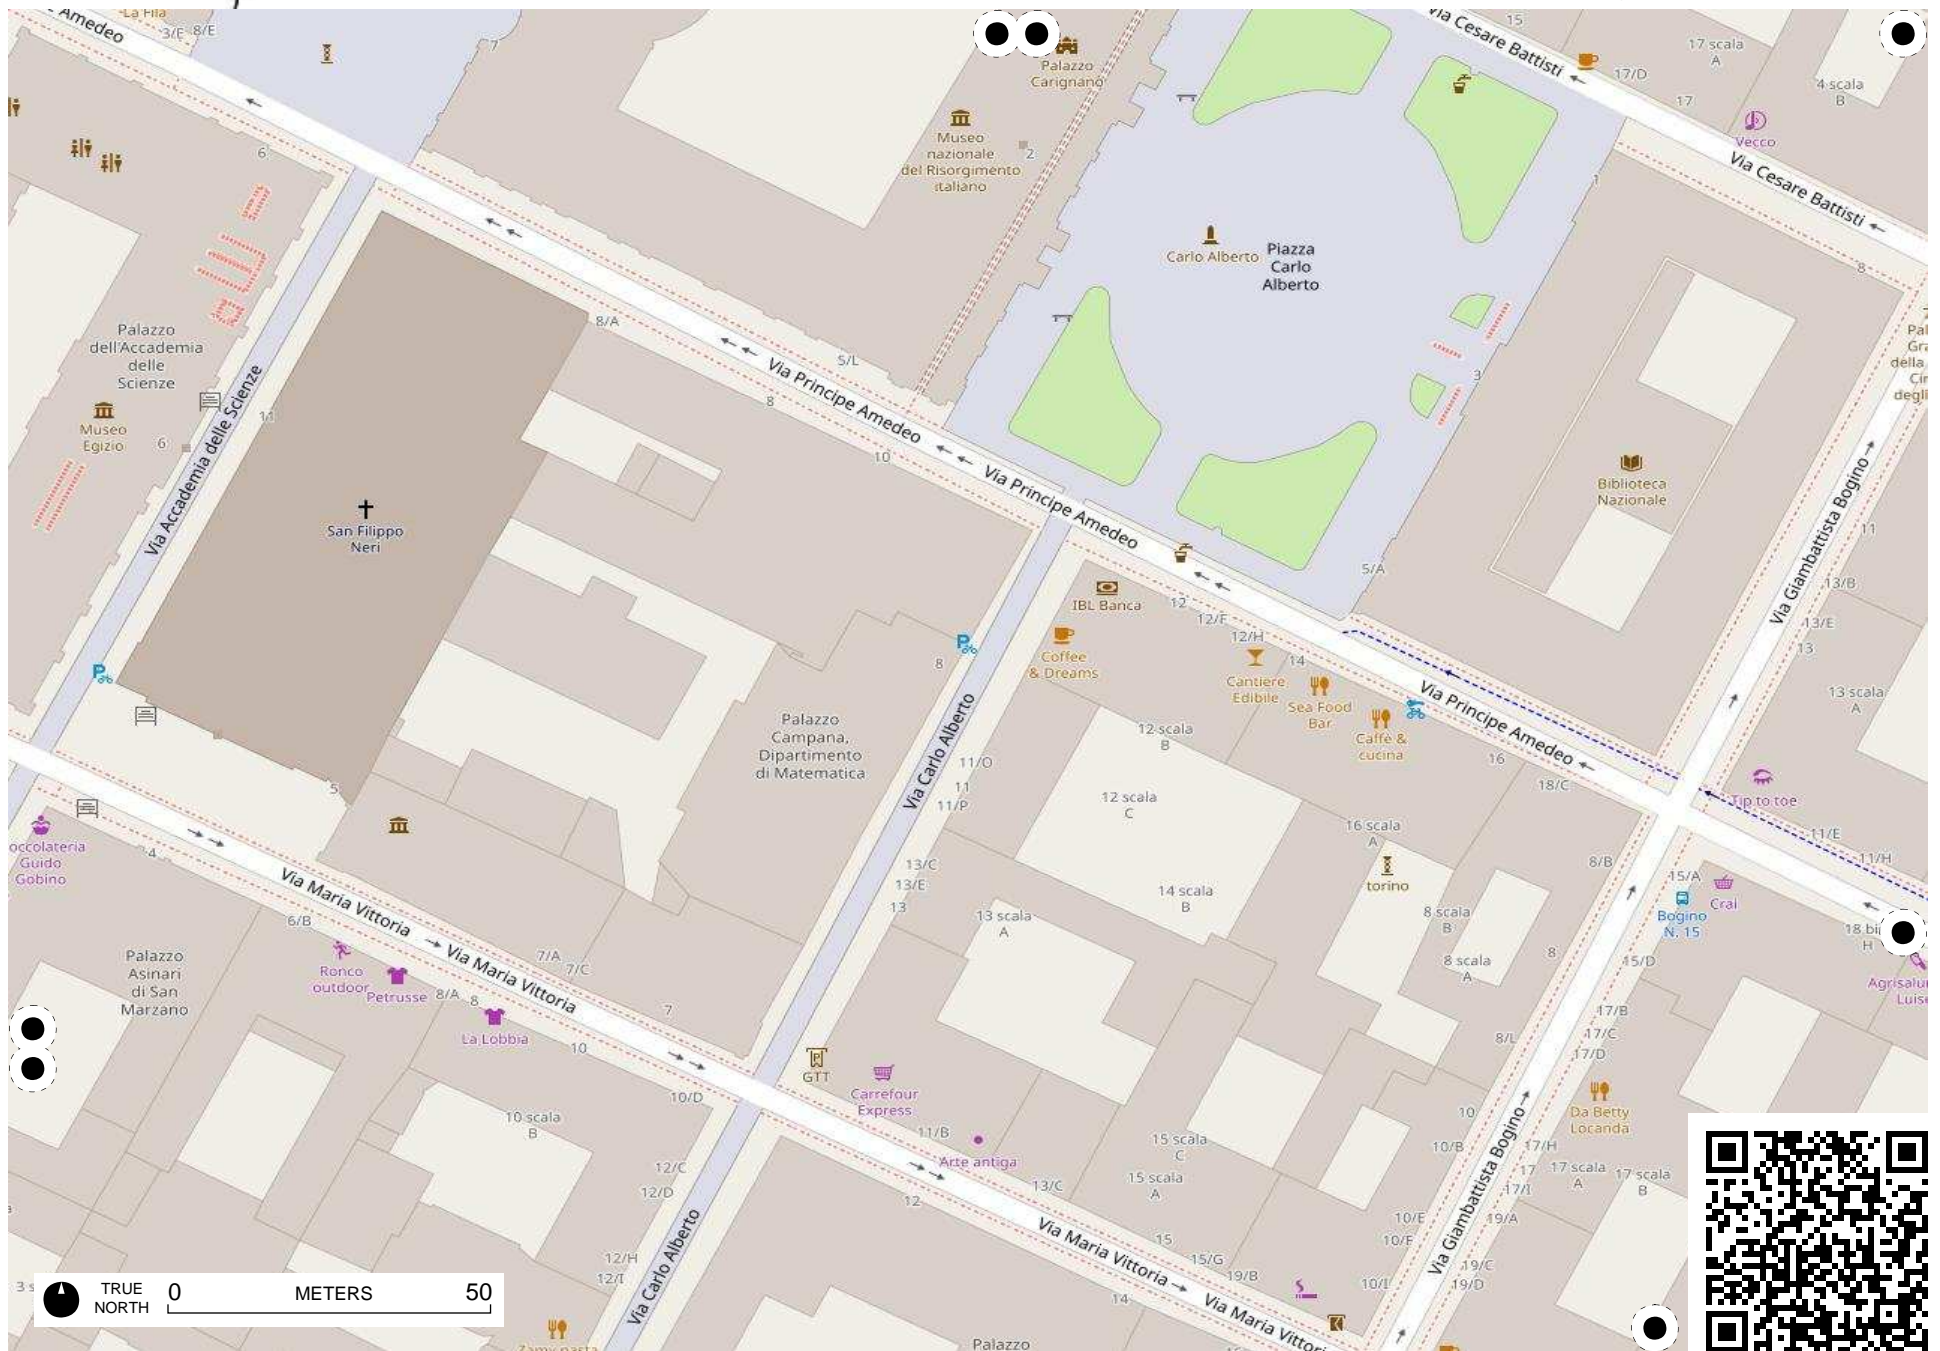 La Fila
3/E 8/E
Amedeo
7
6
Palazzo
Carignano
Museo
nazionale
del Risorgimento
italiano
2
Via Cesare Battisti
15
17 scala
A
17/D
17
4 scala
B
Vecco
Via Cesare Battisti
1
8
Carlo Alberto
Piazza
Carlo
Alberto
8/A
5/L
8
10
Via Principe Amedeo
Via Principe Amedeo
3
Biblioteca
Nazionale
Palazzo
dell'Accademia
delle
Scienze
Museo
Egizio
6
11
Via Accademia delle Scienze
San Filippo
Neri
Via Giambattista Bogino
11
13/B
13/E
13
13 scala
A
5/A
IBL Banca
12
12/F
12/H
14
Coffee
& Dreams
Cantiere
Edibile
Sea Food
Bar
Caffè &
cucina
Via Principe Amedeo
16
18/C
8
Palazzo
Campana,
Dipartimento
di Matematica
Via Carlo Alberto
11/O
11
11/P
12 scala
B
12 scala
C
16 scala
A
torino
14 scala
B
13/C
13/E
13
13 scala
A
8 scala
B
8 scala
A
8
8/B
8/L
Tip to toe
11/E
11/H
15/A
Crai
Bogino
N. 15
15/D
17/B
17/C
17/D
Da Betty
Locanda
5
Guido
Gobino
4
Via Maria Vittoria
Via Maria Vittoria
6/B
Palazzo
Asinari
di San
Marzano
Ronco
outdoor
Petrusse
8/A
8
La Lobbia
7/A
7/C
7
10
10/D
10 scala
B
GTT
Carrefour
Express
11/B
Arte antiga
13/C
12
12/C
12/D
12/H
12/I
Via Carlo Alberto
15 scala
C
15 scala
A
10
10/B
10/E
10/F
10/I
Via Giambattista Bogino
17/H
17
17/I
17 scala
A
17 scala
B
19/A
19/C
19/D
Via Maria Vittoria
15
15/G
19/B
14
Palazzo
TRUE
NORTH
0
METERS
50